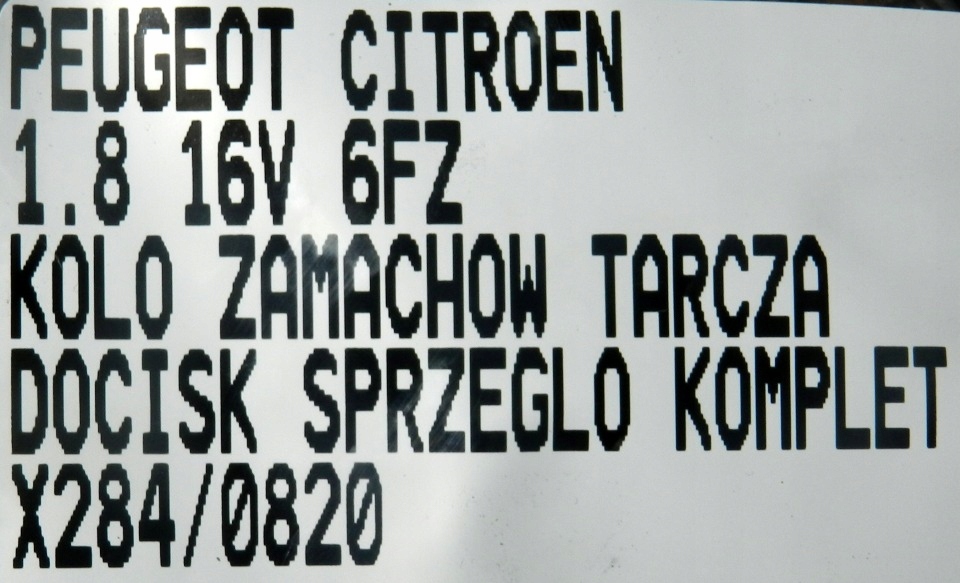 PEUGEOT CITROEN
1.8 16V 6FZ
KOLO ZAMACHOW TARCZA
DOCISK SPRZEGLO KOMPLET
X284/0820